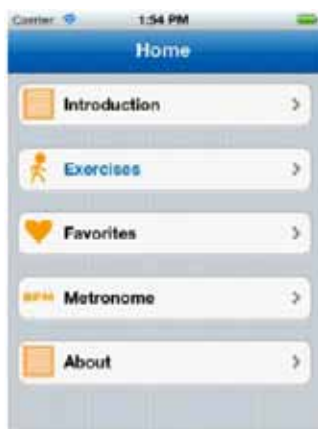 Carrier 1:54 PM
Home
Introduction
Exercises
Favorites
BPM Metronome
About